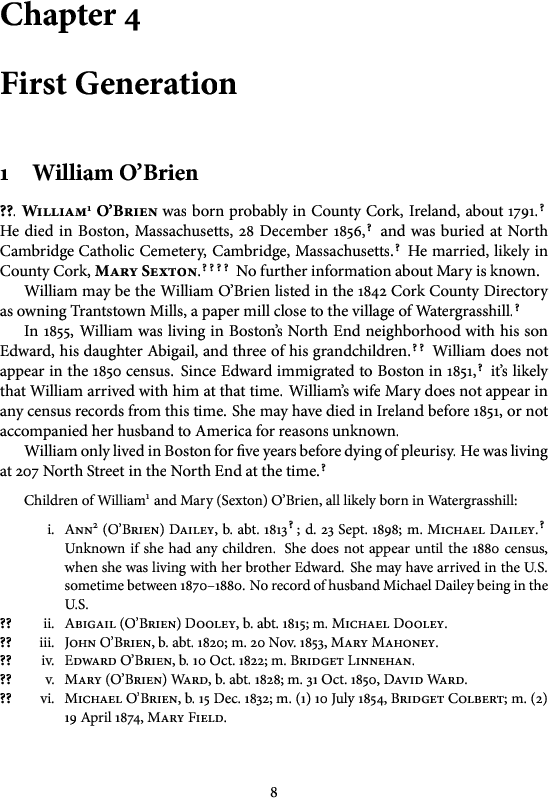 Chapter 4
First Generation
1 William O’Brien
??. William¹ O’Brien was born probably in County Cork, Ireland, about 1791.?
He died in Boston, Massachusetts, 28 December 1856,? and was buried at North
Cambridge Catholic Cemetery, Cambridge, Massachusetts.? He married, likely in
County Cork, Mary Sexton.? ? ? ? No further information about Mary is known.
William may be the William O’Brien listed in the 1842 Cork County Directory
as owning Trantstown Mills, a paper mill close to the village of Watergrasshill.?
In 1855, William was living in Boston’s North End neighborhood with his son
Edward, his daughter Abigail, and three of his grandchildren.? ? William does not
appear in the 1850 census. Since Edward immigrated to Boston in 1851,? it’s likely
that William arrived with him at that time. William’s wife Mary does not appear in
any census records from this time. She may have died in Ireland before 1851, or not
accompanied her husband to America for reasons unknown.
William only lived in Boston for five years before dying of pleurisy. He was living
at 207 North Street in the North End at the time.?
Children of William¹ and Mary (Sexton) O’Brien, all likely born in Watergrasshill:
i. Ann² (O’Brien) Dailey, b. abt. 1813? ; d. 23 Sept. 1898; m. Michael Dailey.?
Unknown if she had any children. She does not appear until the 1880 census,
when she was living with her brother Edward. She may have arrived in the U.S.
sometime between 1870–1880. No record of husband Michael Dailey being in the
U.S.
?? ii. Abigail (O’Brien) Dooley, b. abt. 1815; m. Michael Dooley.
?? iii. John O’Brien, b. abt. 1820; m. 20 Nov. 1853, Mary Mahoney.
?? iv. Edward O’Brien, b. 10 Oct. 1822; m. Bridget Linnehan.
?? v. Mary (O’Brien) Ward, b. abt. 1828; m. 31 Oct. 1850, David Ward.
?? vi. Michael O’Brien, b. 15 Dec. 1832; m. (1) 10 July 1854, Bridget Colbert; m. (2)
19 April 1874, Mary Field.
8